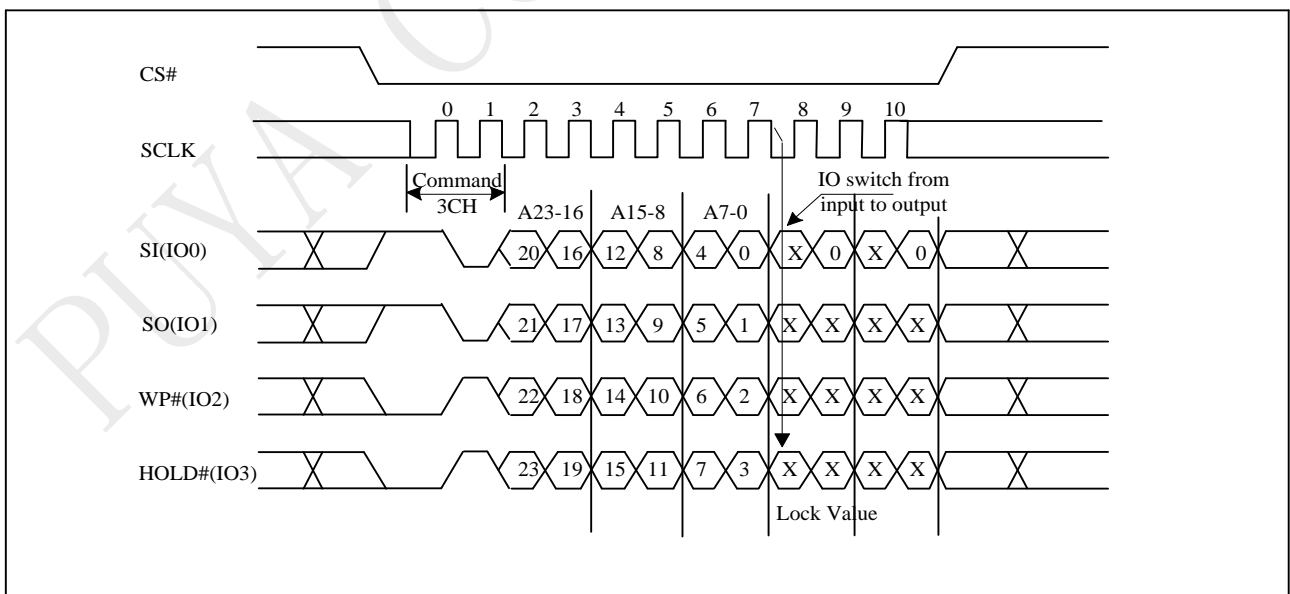 PUYA C
CS#
0 1 2 3 4 5 6 7 8 9 10
SCLK
Command
3CH
IO switch from
input to output
A23-16 A15-8 A7-0
SI(IO0) 20 16 12 8 4 0 X 0 X 0
SO(IO1) 21 17 13 9 5 1 X X X X
WP#(IO2) 22 18 14 10 6 2 X X X X
HOLD#(IO3) 23 19 15 11 7 3 X X X X
Lock Value